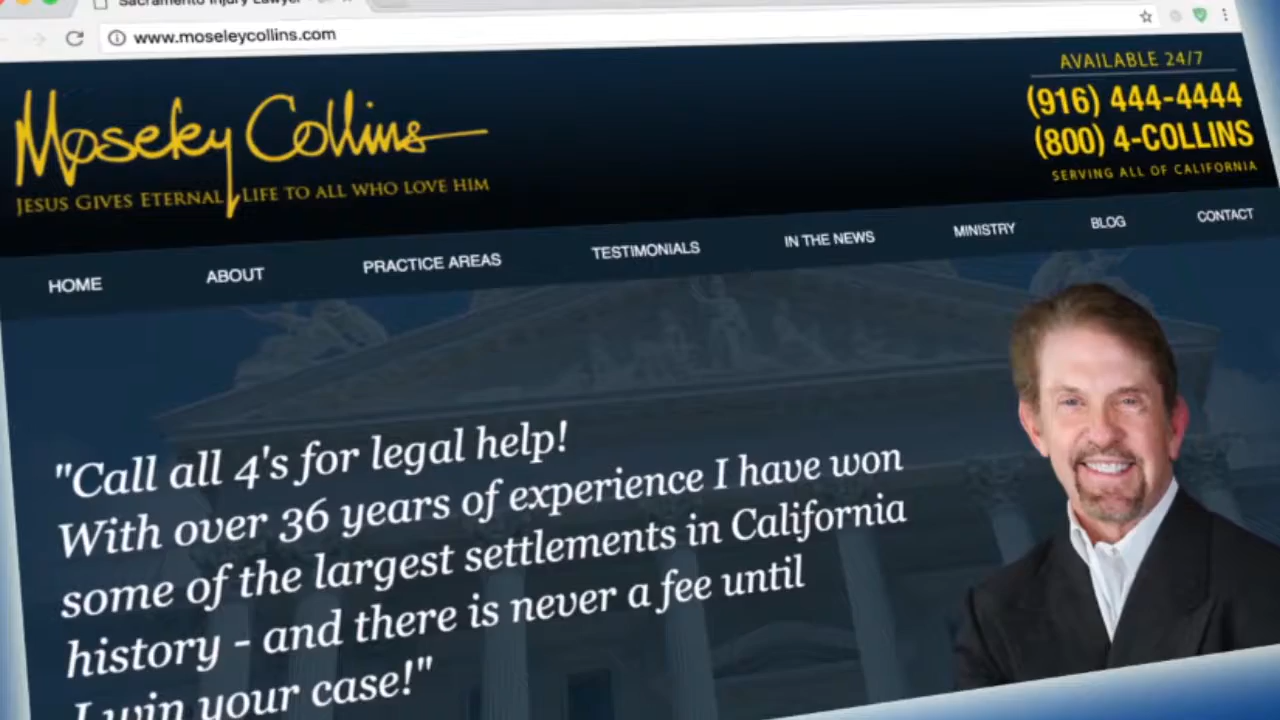 Sacramento Injury Lawyer
www.moseleycollins.com
AVAILABLE 24/7
(916) 444-4444
(800) 4-COLLINS
SERVING ALL OF CALIFORNIA
Moseley Collins
JESUS GIVES ETERNAL LIFE TO ALL WHO LOVE HIM
HOME ABOUT PRACTICE AREAS TESTIMONIALS IN THE NEWS MINISTRY BLOG CONTACT
"Call all 4's for legal help!
With over 36 years of experience I have won
some of the largest settlements in California
history - and there is never a fee until
I win your case!"